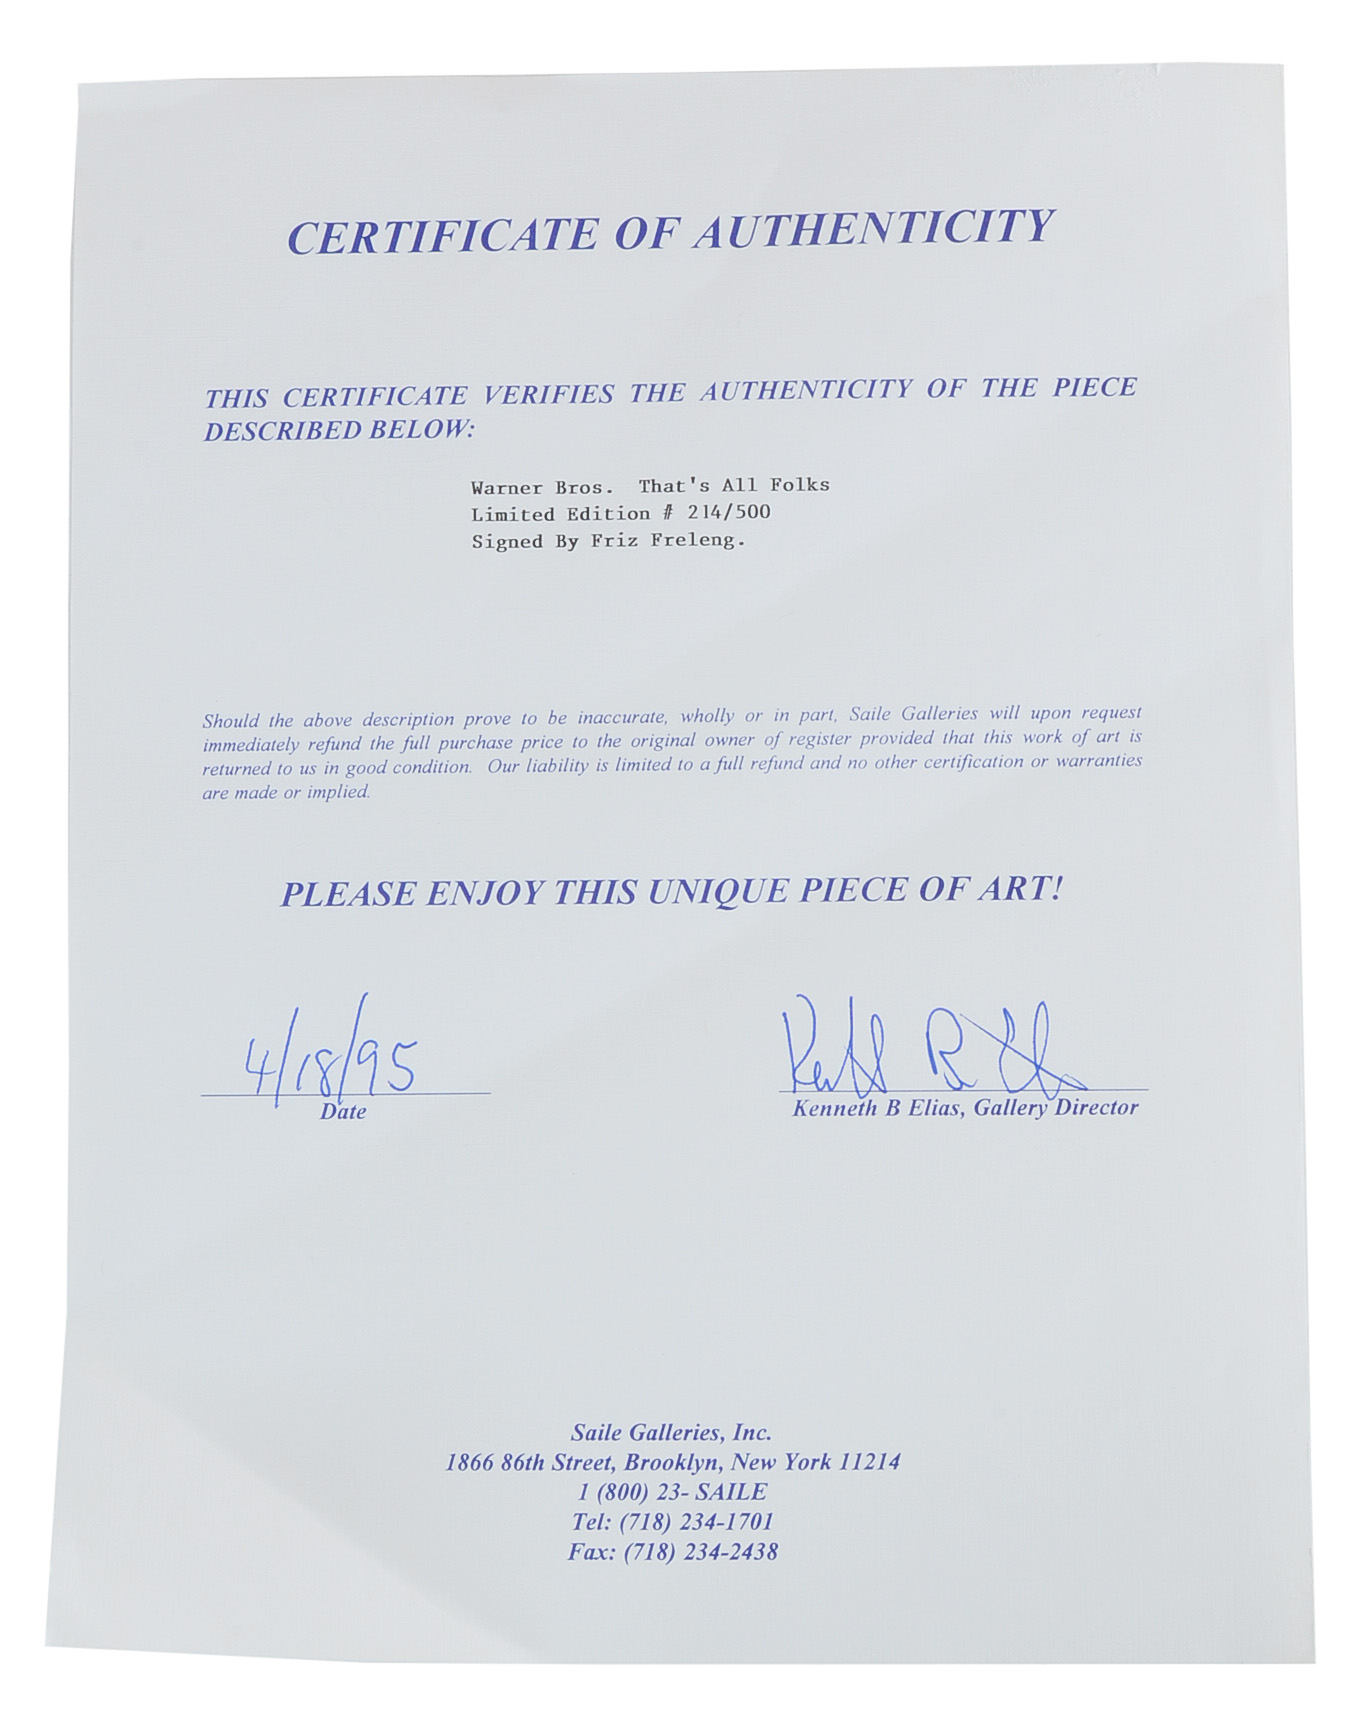 CERTIFICATE OF AUTHENTICITY
THIS CERTIFICATE VERIFIES THE AUTHENTICITY OF THE PIECE
DESCRIBED BELOW:
Warner Bros. That's All Folks
Limited Edition # 214/500
Signed By Friz Freleng.
Should the above description prove to be inaccurate, wholly or in part, Saile Galleries will upon request
immediately refund the full purchase price to the original owner of register provided that this work of art is
returned to us in good condition. Our liability is limited to a full refund and no other certification or warranties
are made or implied.
PLEASE ENJOY THIS UNIQUE PIECE OF ART!
4/18/95
Date
Kenneth B Elias, Gallery Director
Saile Galleries, Inc.
1866 86th Street, Brooklyn, New York 11214
1 (800) 23- SAILE
Tel: (718) 234-1701
Fax: (718) 234-2438